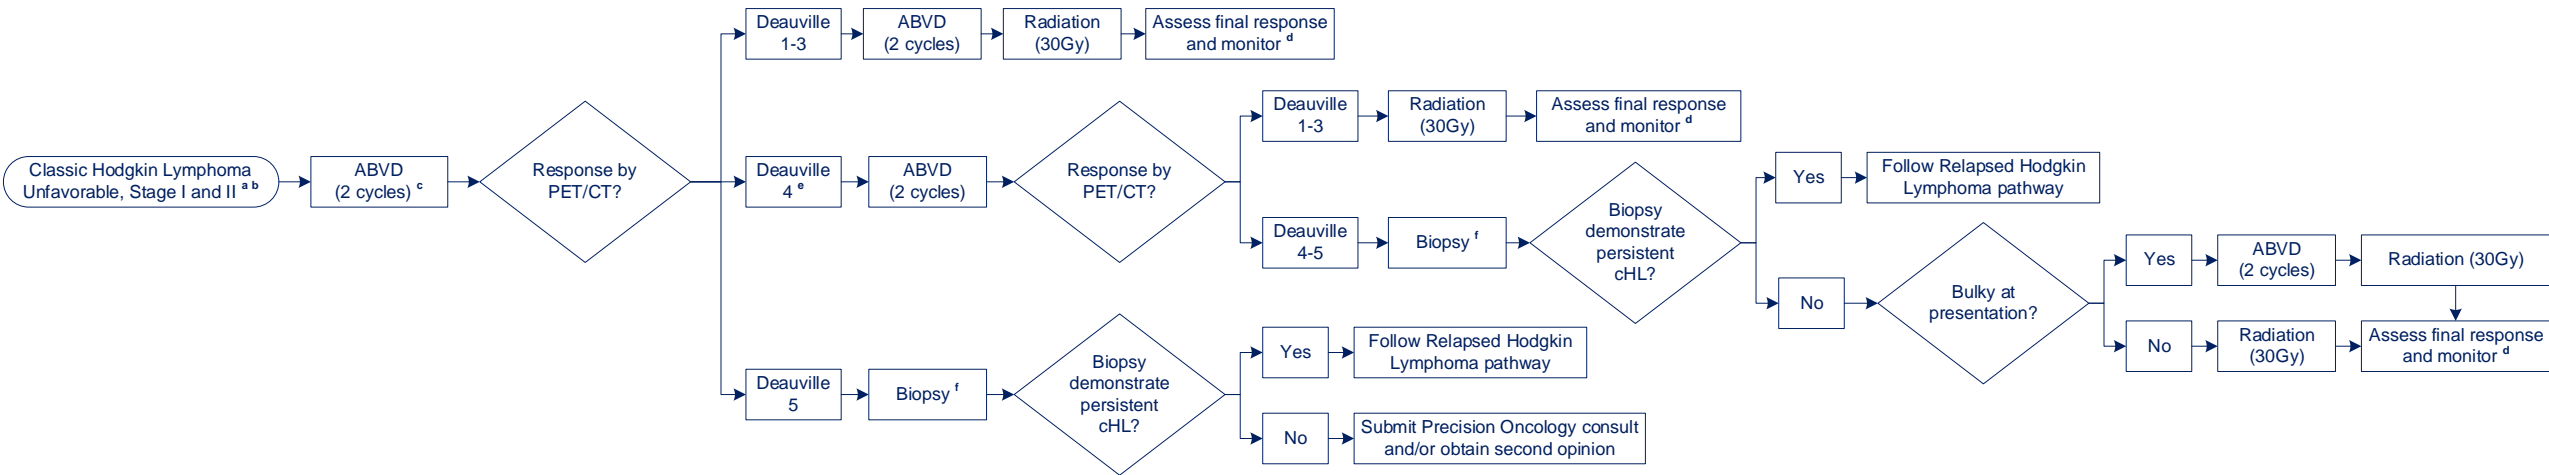 Classic Hodgkin Lymphoma
Unfavorable, Stage I and II a b
ABVD
(2 cycles) c
Response by
PET/CT?
Deauville
1-3
ABVD
(2 cycles)
Radiation
(30Gy)
Assess final response
and monitor d
Deauville
4 e
ABVD
(2 cycles)
Response by
PET/CT?
Deauville
1-3
Radiation
(30Gy)
Assess final response
and monitor d
Deauville
4-5
Biopsy f
Biopsy
demonstrate
persistent
cHL?
Yes
Follow Relapsed Hodgkin
Lymphoma pathway
No
Bulky at
presentation?
Yes
ABVD
(2 cycles)
Radiation (30Gy)
No
Radiation
(30Gy)
Assess final response
and monitor d
Deauville
5
Biopsy f
Biopsy
demonstrate
persistent
cHL?
Yes
Follow Relapsed Hodgkin
Lymphoma pathway
No
Submit Precision Oncology consult
and/or obtain second opinion